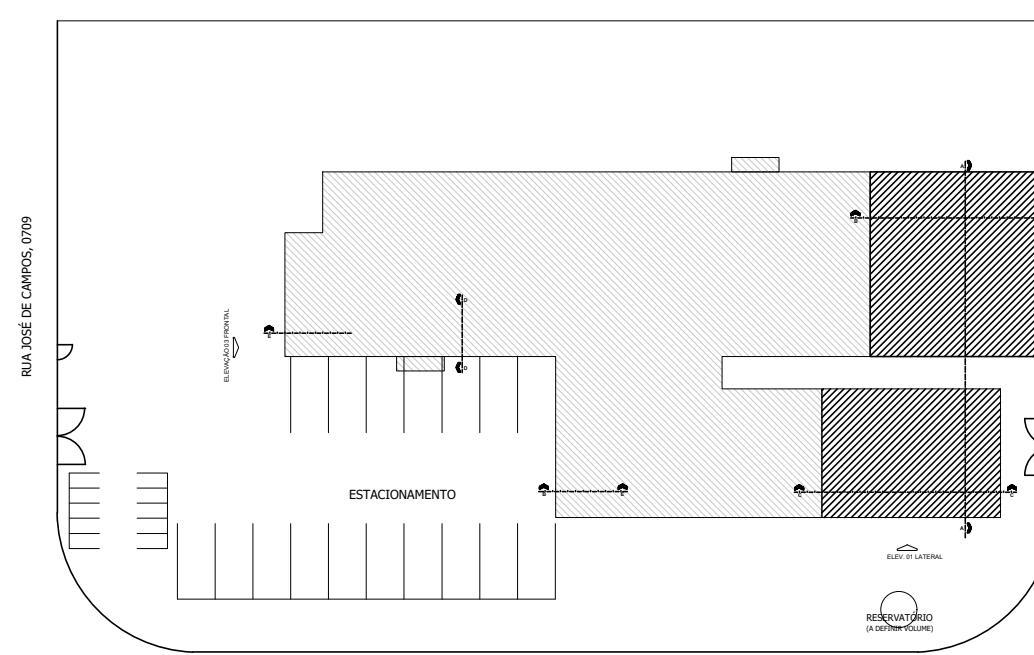 A
B
RUA JOSÉ DE CAMPOS, 0709
D
ELEVAÇÃO 03 FRONTAL
E
D
ESTACIONAMENTO
E
E
C
C
A
ELEV. 01 LATERAL
RESERVATÓRIO
(A DEFINIR VOLUME)